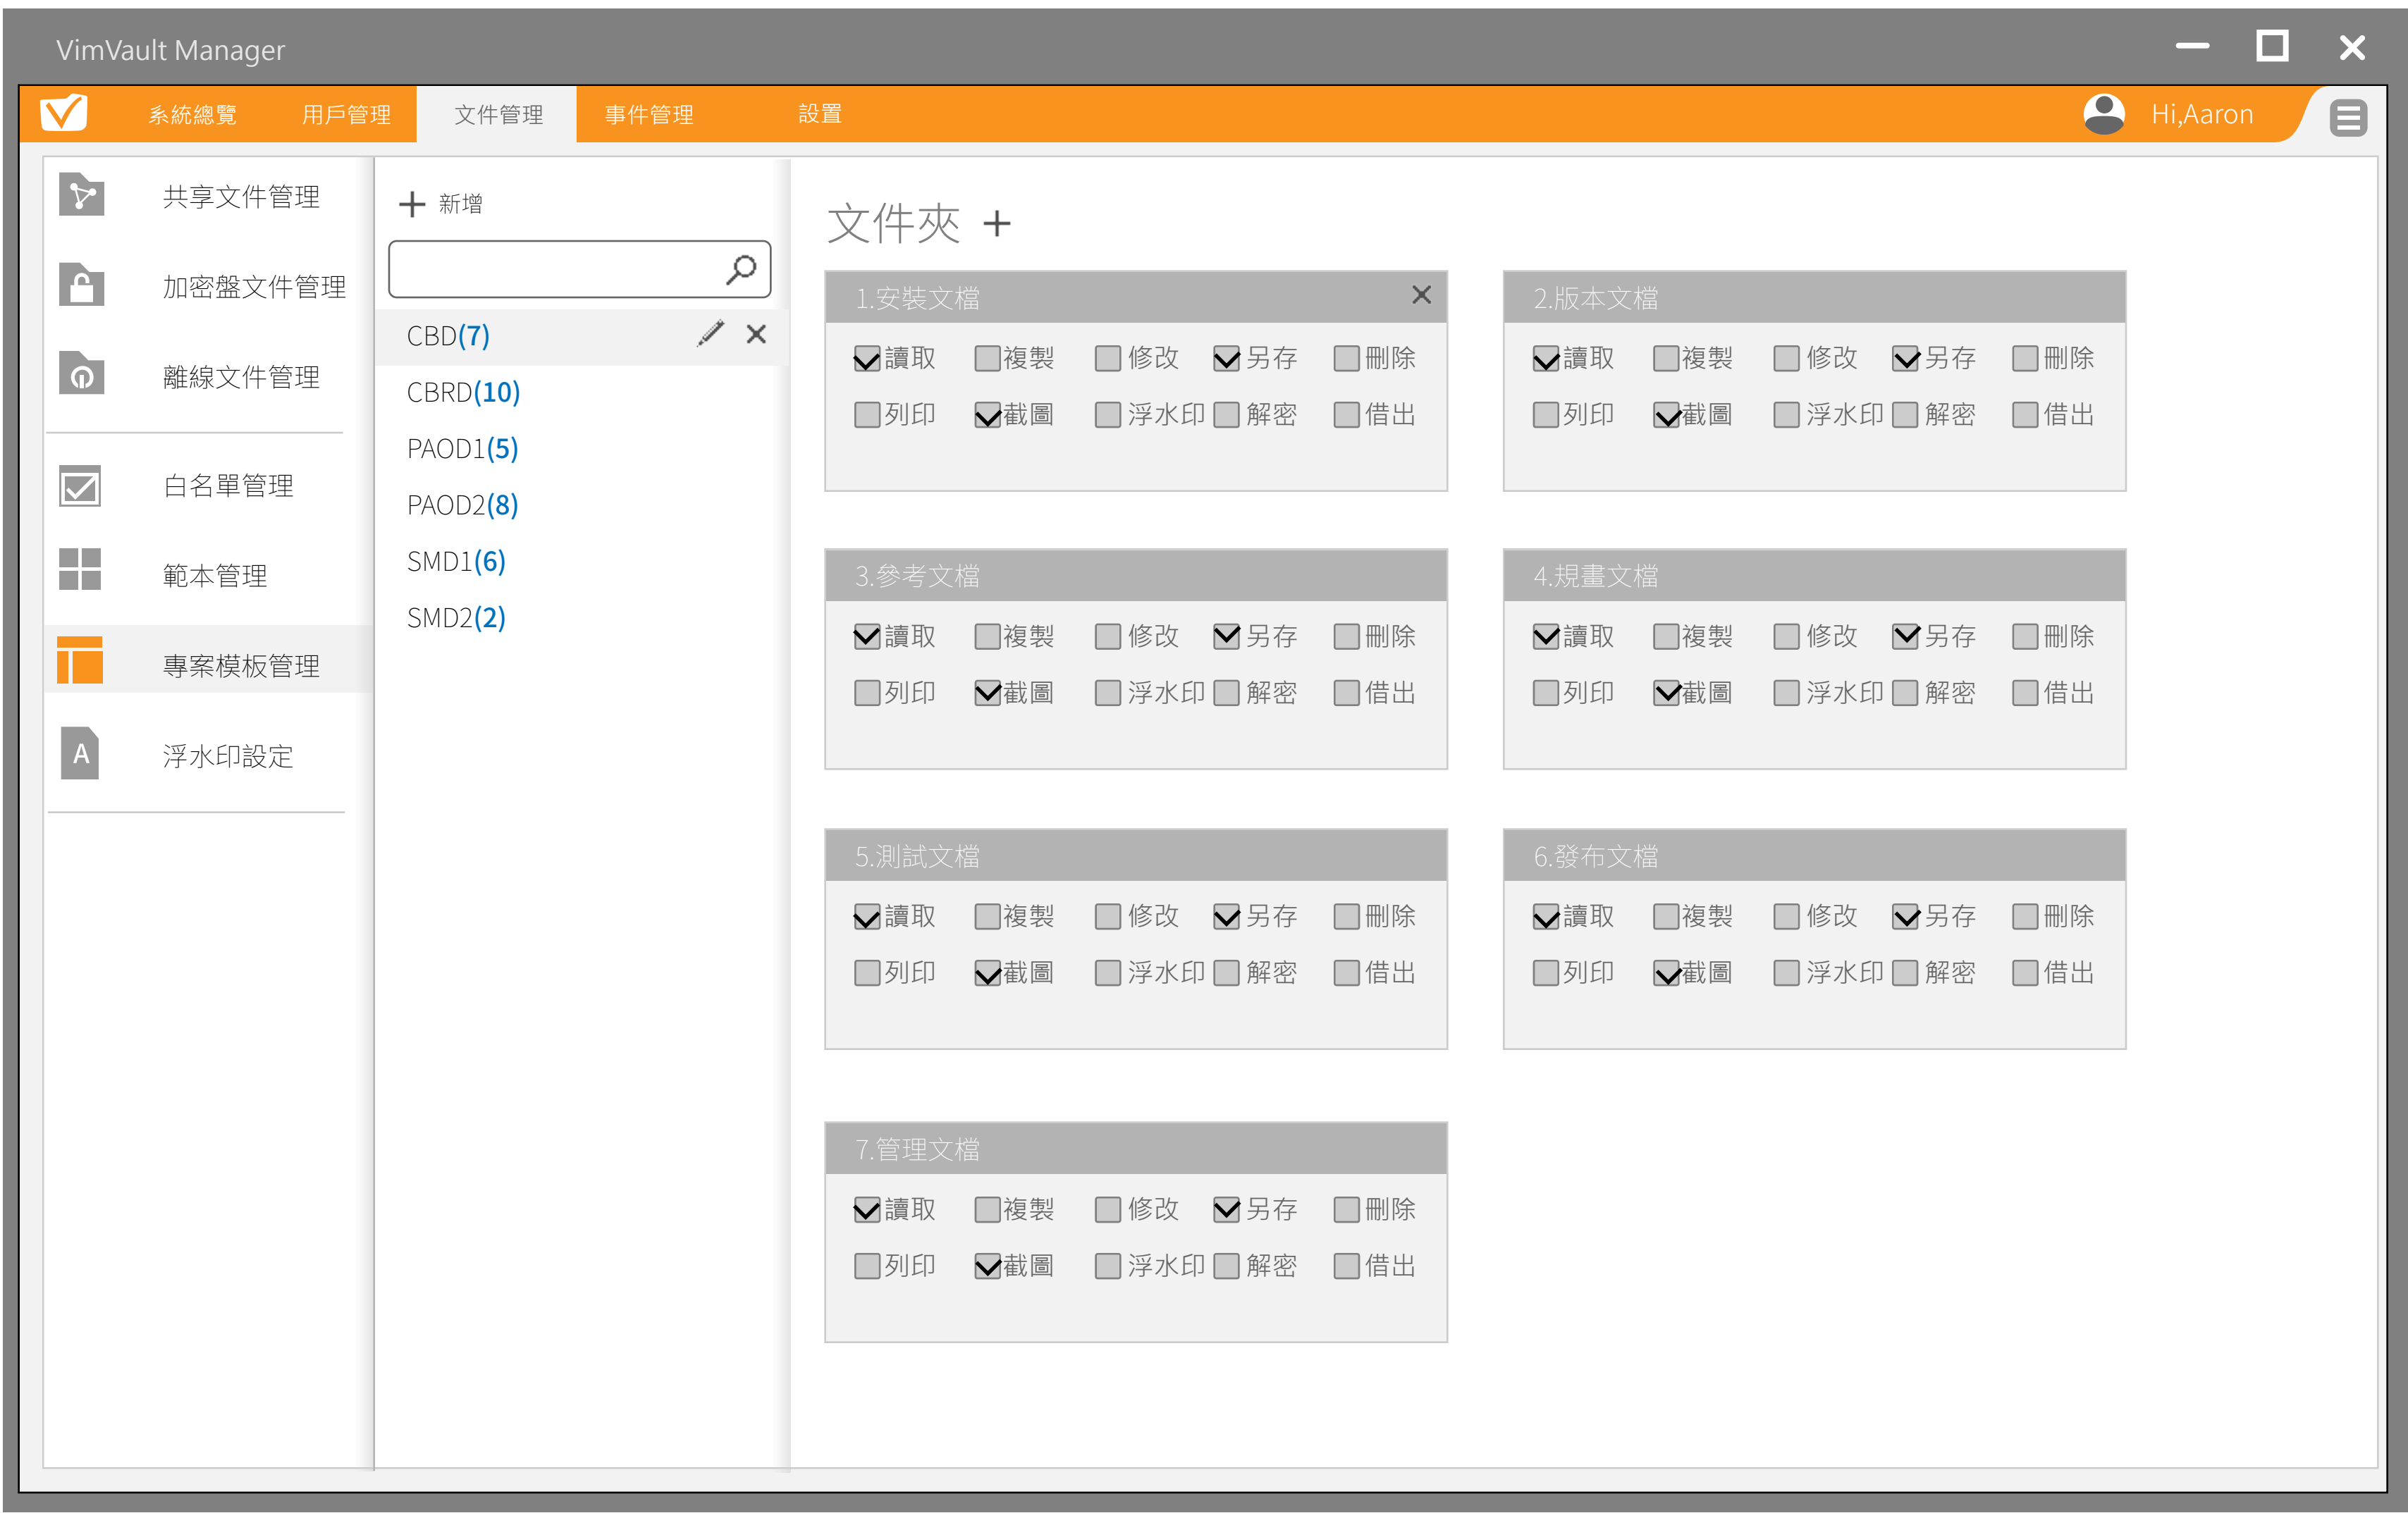 VimVault Manager
系統總覽 用戶管理 文件管理 事件管理 設置 Hi,Aaron
共享文件管理
加密盤文件管理
離線文件管理
白名單管理
範本管理
專案模板管理
A 浮水印設定
新增
CBD(7)
CBRD(10)
PAOD1(5)
PAOD2(8)
SMD1(6)
SMD2(2)
文件夾
1.安裝文檔
讀取 複製 修改 另存 刪除
列印 截圖 浮水印 解密 借出
2.版本文檔
讀取 複製 修改 另存 刪除
列印 截圖 浮水印 解密 借出
3.參考文檔
讀取 複製 修改 另存 刪除
列印 截圖 浮水印 解密 借出
4.規畫文檔
讀取 複製 修改 另存 刪除
列印 截圖 浮水印 解密 借出
5.測試文檔
讀取 複製 修改 另存 刪除
列印 截圖 浮水印 解密 借出
6.發布文檔
讀取 複製 修改 另存 刪除
列印 截圖 浮水印 解密 借出
7.管理文檔
讀取 複製 修改 另存 刪除
列印 截圖 浮水印 解密 借出